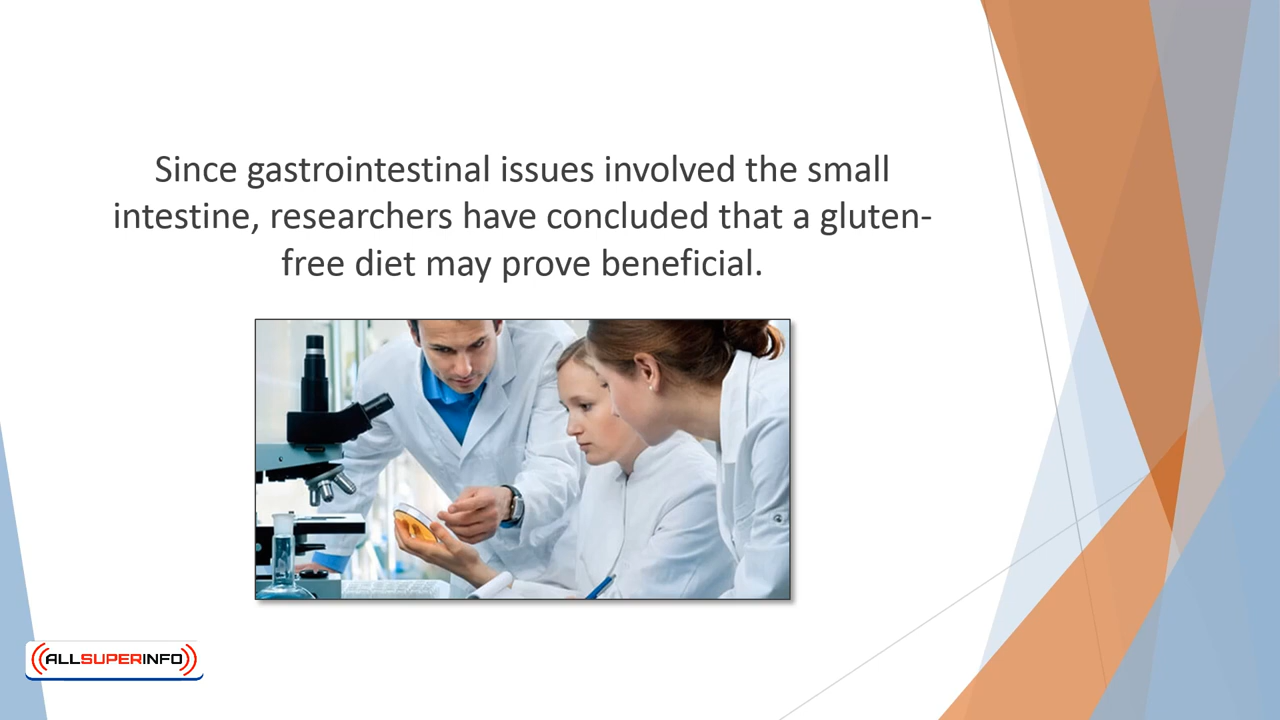 Since gastrointestinal issues involved the small
intestine, researchers have concluded that a gluten-
free diet may prove beneficial.
ALLSUPERINFO